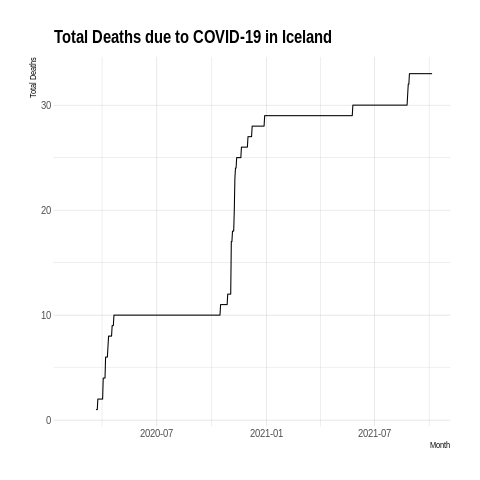 Total Deaths due to COVID-19 in Iceland
Total Deaths
30
20
10
0
2020-07 2021-01 2021-07
Month